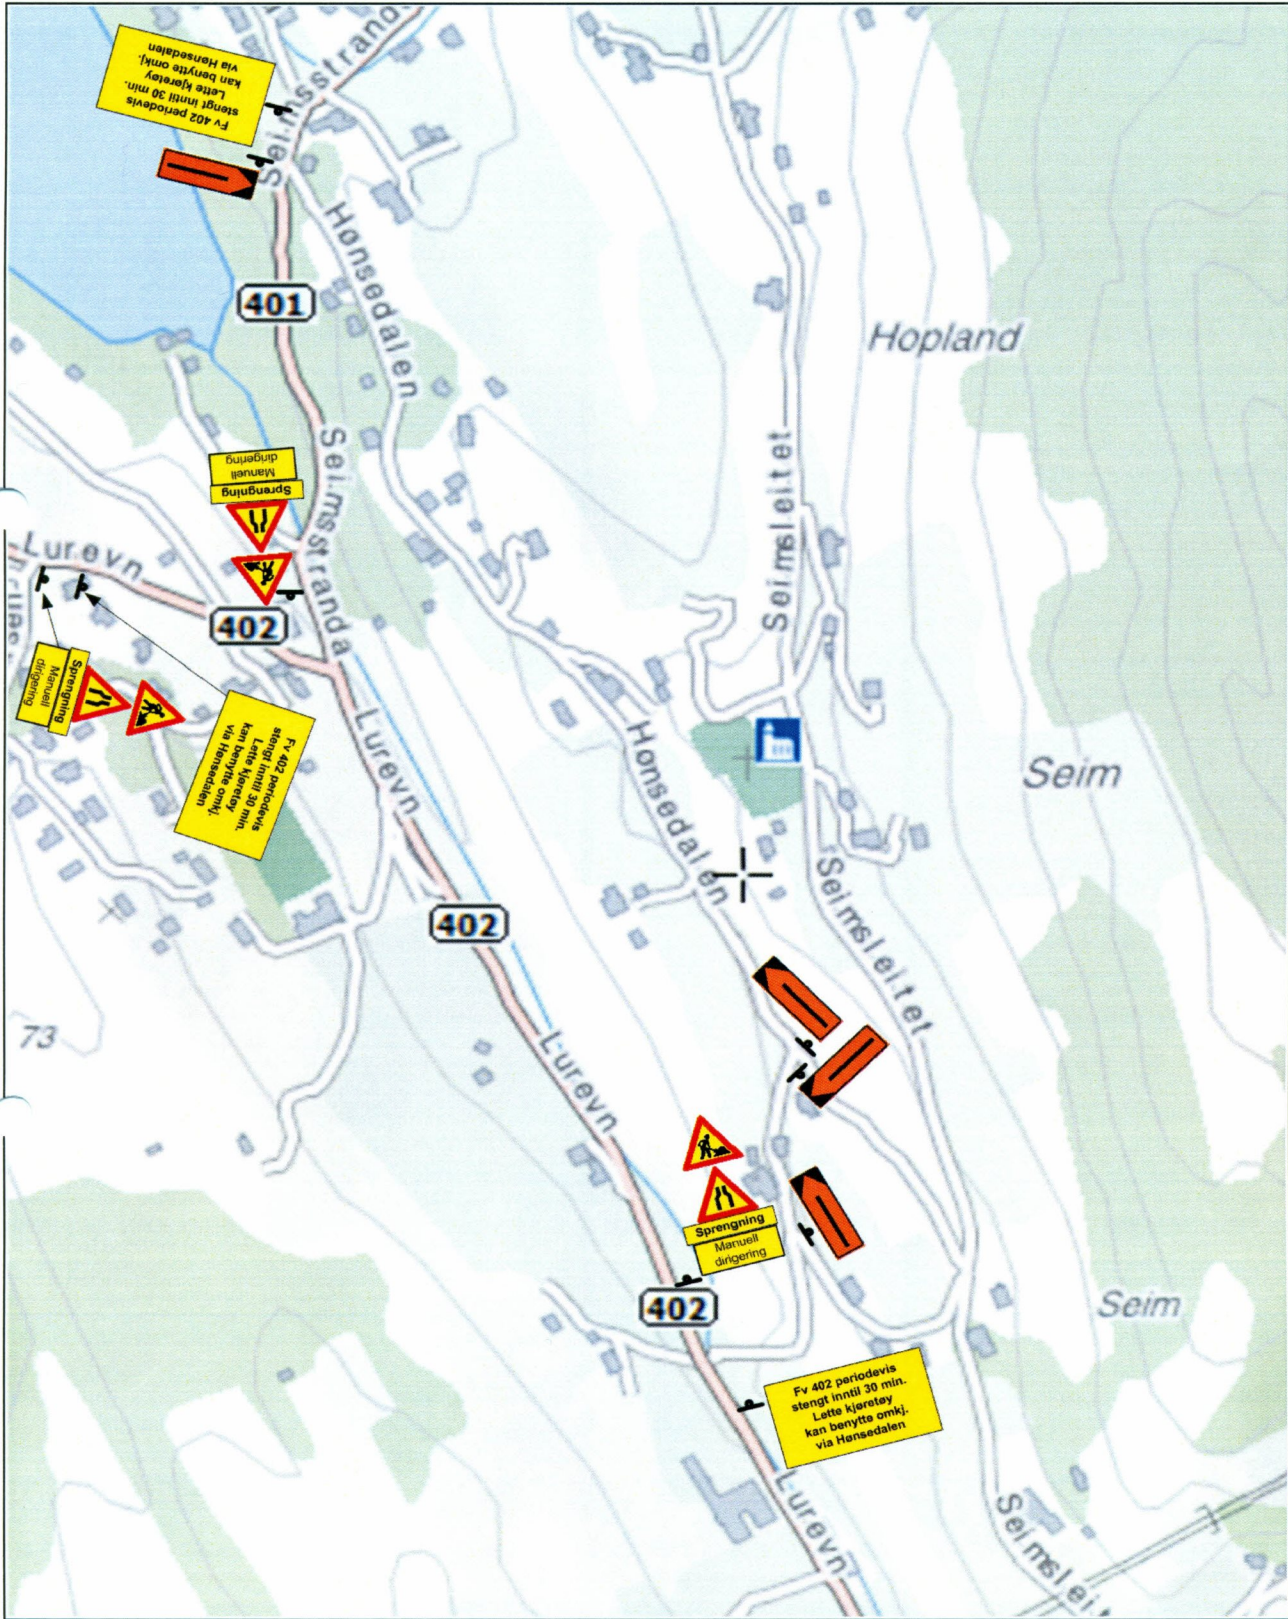 Fv 402 periodevis
stengt inntil 30 min.
Lette kjøretøy
kan benytte omkj.
via Hønsedalen
Seimsstranda
Hønsedalen
401
Hopland
Seimsstranda
Seimsleitet
Sprengning
Manuell
dirigering
Lurevn
402
Sprengning
Manuell
dirigering
Fv 402 periodevis
stengt inntil 30 min.
Lette kjøretøy
kan benytte omkj.
via Hønsedalen
Lurevn
Hønsedalen
Seim
Seimsleitet
402
73
Lurevn
Sprengning
Manuell
dirigering
402
Seim
Fv 402 periodevis
stengt inntil 30 min.
Lette kjøretøy
kan benytte omkj.
via Hønsedalen
Lurevn
Seimsleit